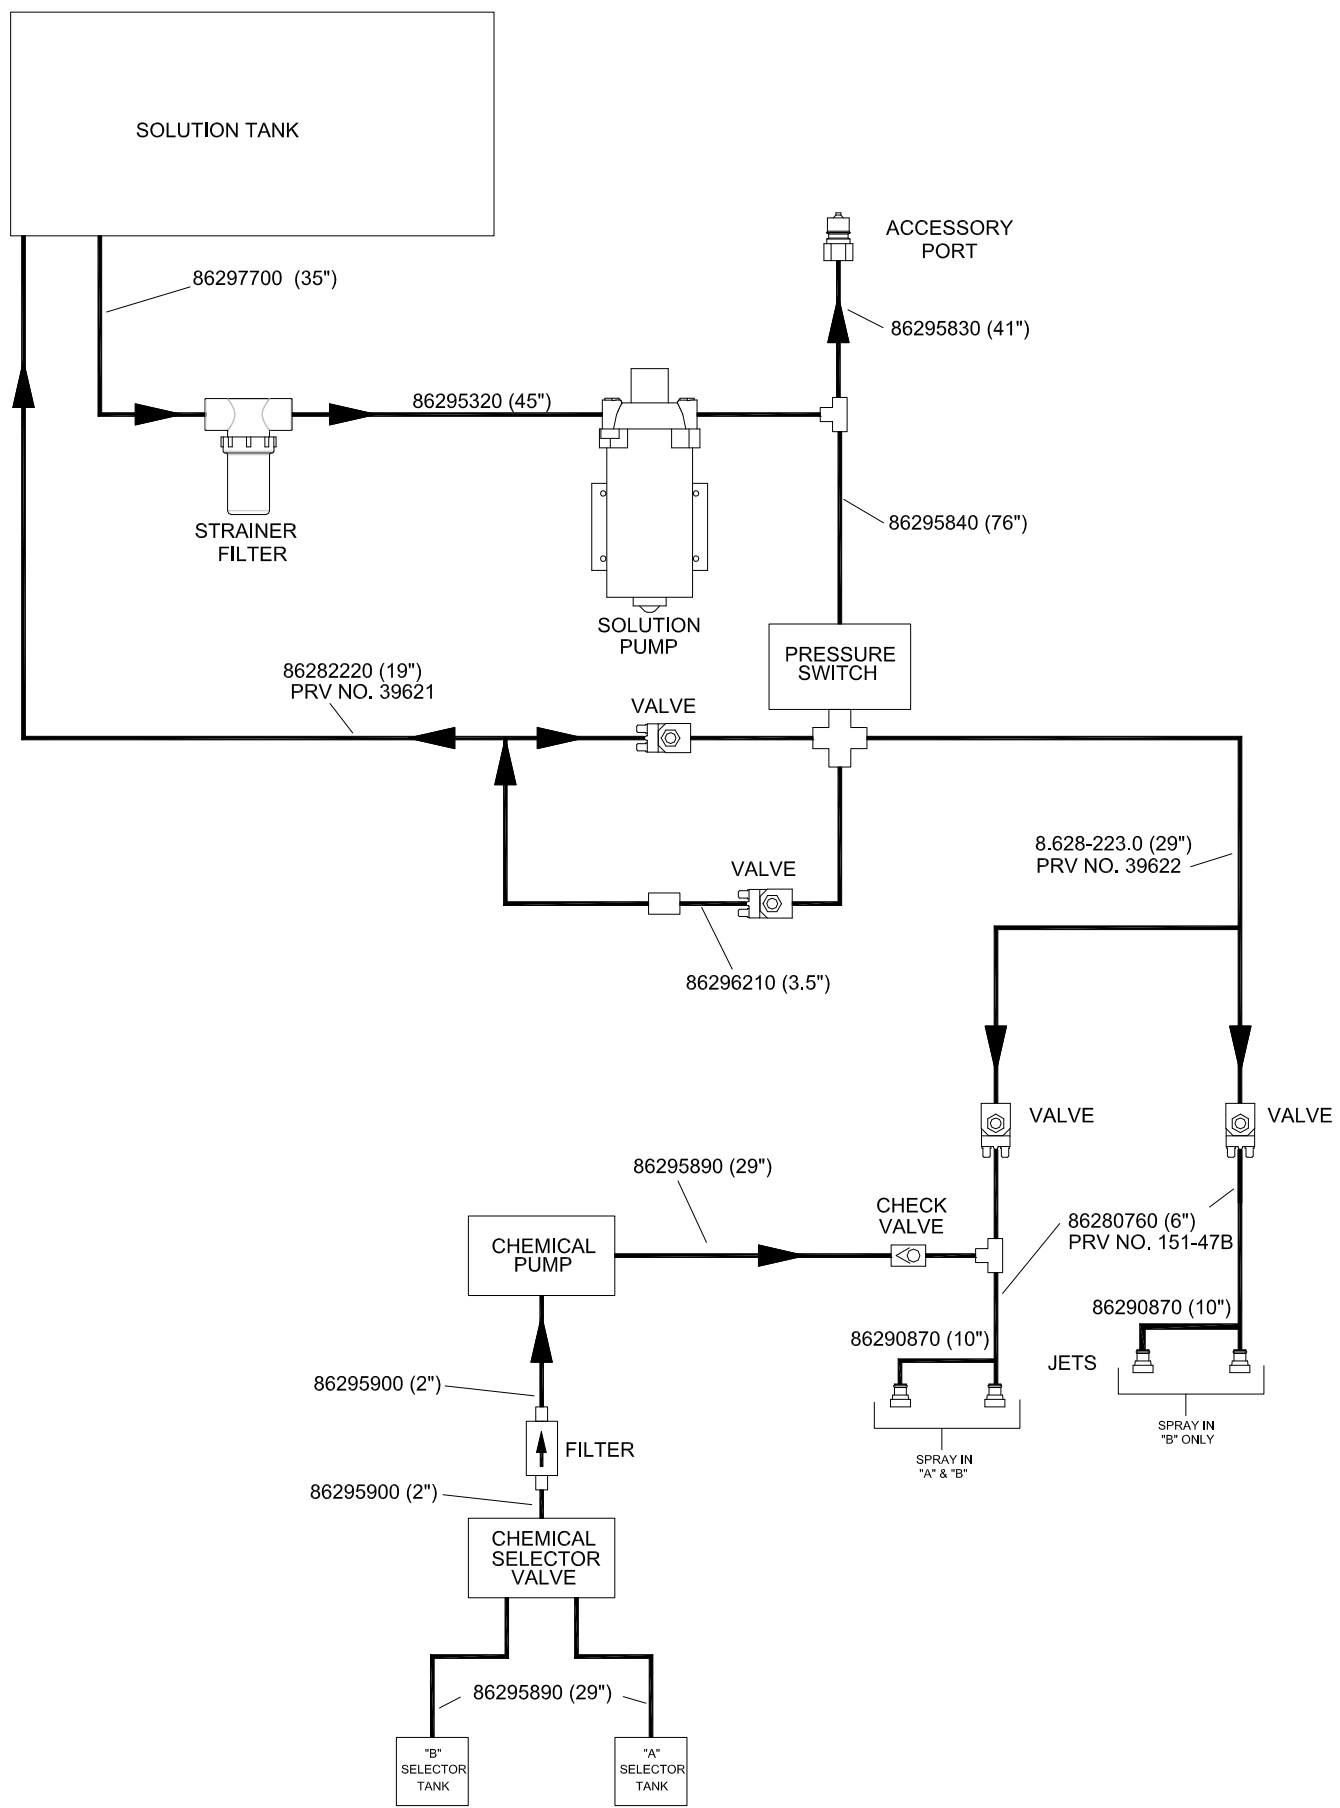 SOLUTION TANK
ACCESSORY
PORT
86297700 (35")
86295830 (41")
86295320 (45")
STRAINER
FILTER
86295840 (76")
SOLUTION
PUMP
PRESSURE
SWITCH
86282220 (19")
PRV NO. 39621
VALVE
8.628-223.0 (29")
PRV NO. 39622
VALVE
86296210 (3.5")
VALVE
VALVE
86295890 (29")
CHECK
VALVE
86280760 (6")
PRV NO. 151-47B
CHEMICAL
PUMP
86290870 (10")
86290870 (10")
JETS
86295900 (2")
SPRAY IN
"B" ONLY
FILTER
SPRAY IN
"A" & "B"
86295900 (2")
CHEMICAL
SELECTOR
VALVE
86295890 (29")
"B"
SELECTOR
TANK
"A"
SELECTOR
TANK